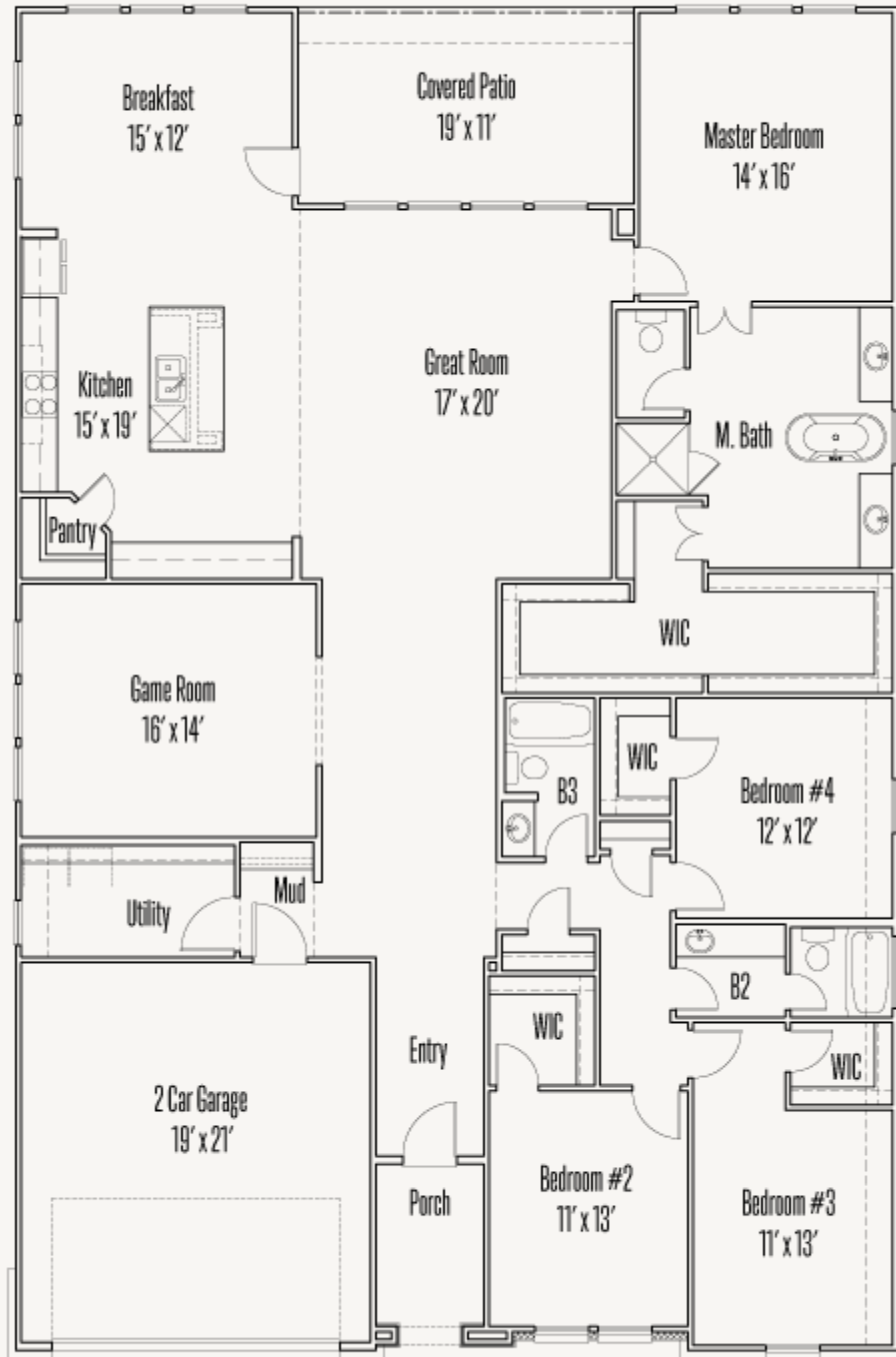 Breakfast
15' x 12'
Covered Patio
19' x 11'
Master Bedroom
14' x 16'
Great Room
17' x 20'
Kitchen
15' x 19'
M. Bath
Pantry
WIC
Game Room
16' x 14'
WIC
B3
Bedroom #4
12' x 12'
Mud
Utility
B2
WIC
Entry
WIC
2 Car Garage
19' x 21'
Bedroom #2
11' x 13'
Porch
Bedroom #3
11' x 13'